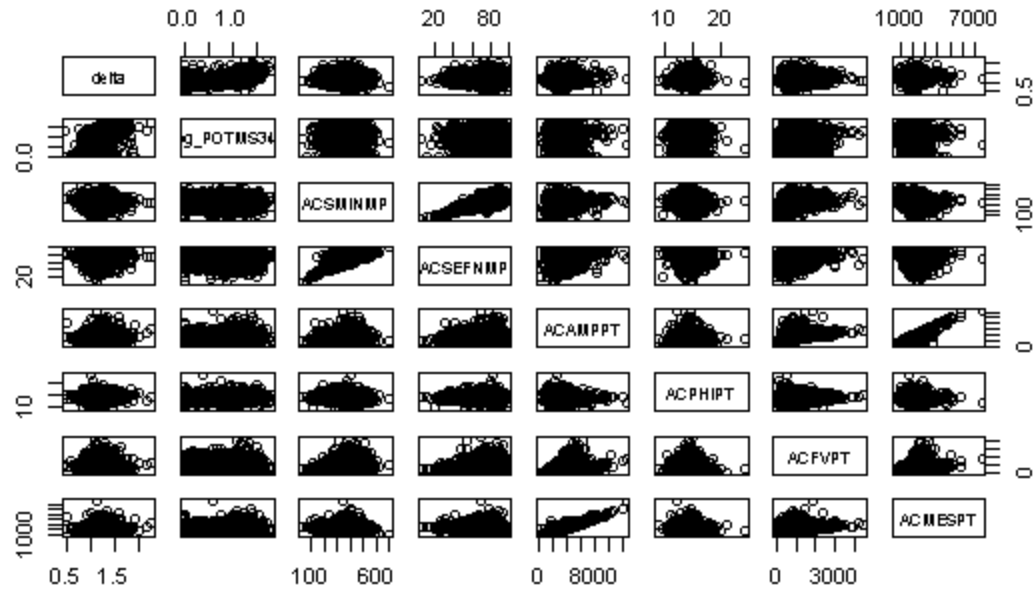 0.0 1.0 20 80 10 20 1000 7000
delta 0.5
0.0 g_POTMS34
ACSMINMP 100
20 ACSEFNMP
ACAMPPT 0
10 ACPHIPT
ACFVPT 0
1000 ACMESPT
0.5 1.5 100 600 0 8000 0 3000